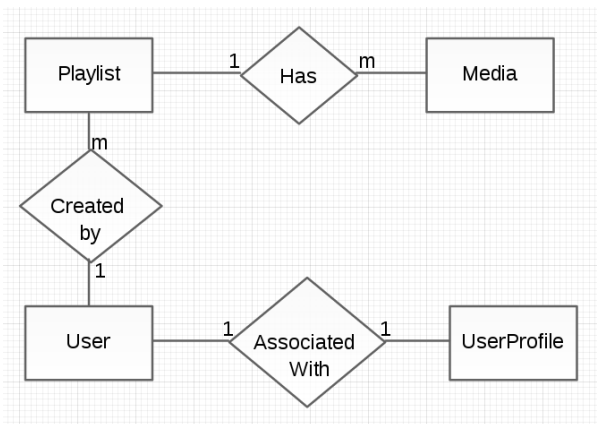 Playlist
1
Has
m
Media
m
Created
by
1
User
1
Associated
With
1
UserProfile